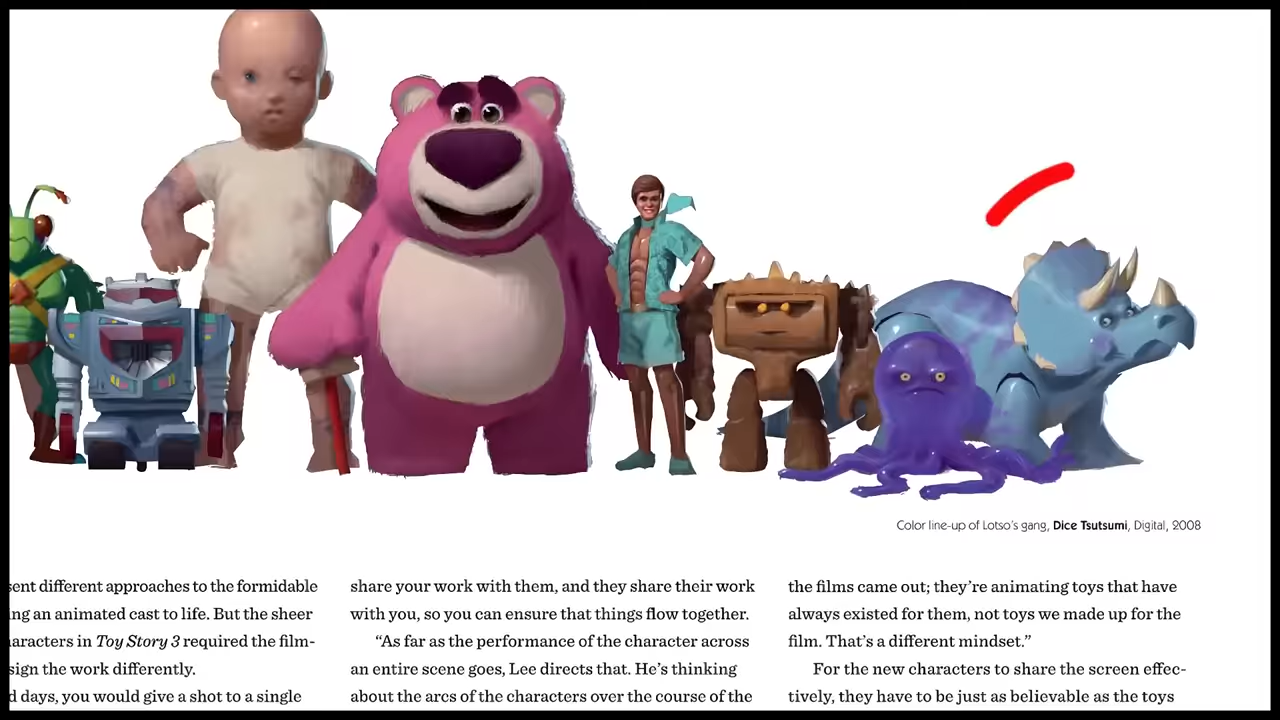 Color line-up of Lotso's gang, Dice Tsutsumi, Digital, 2008
sent different approaches to the formidable
ing an animated cast to life. But the sheer
aracters in Toy Story 3 required the film-
sign the work differently.
d days, you would give a shot to a single
share your work with them, and they share their work
with you, so you can ensure that things flow together.
“As far as the performance of the character across
an entire scene goes, Lee directs that. He’s thinking
about the arcs of the characters over the course of the
the films came out; they’re animating toys that have
always existed for them, not toys we made up for the
film. That’s a different mindset.”
For the new characters to share the screen effec-
tively, they have to be just as believable as the toys